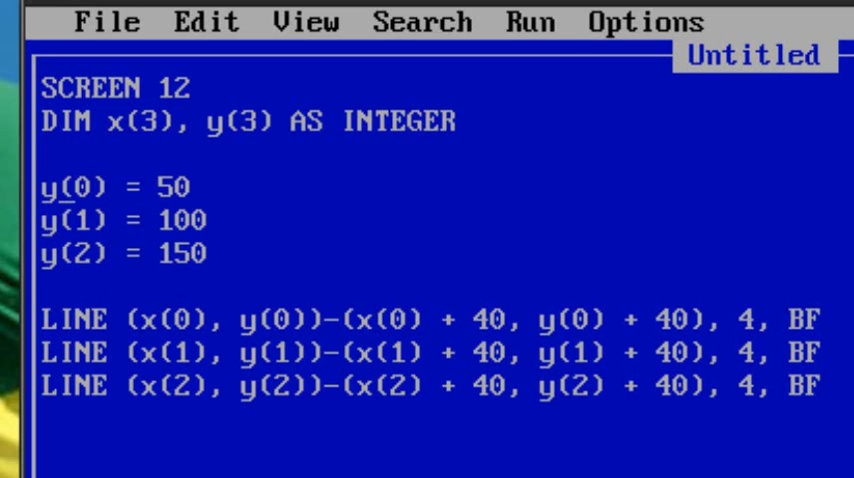 File Edit View Search Run Options
Untitled
SCREEN 12
DIM x(3), y(3) AS INTEGER
y(0) = 50
y(1) = 100
y(2) = 150
LINE (x(0), y(0))-(x(0) + 40, y(0) + 40), 4, BF
LINE (x(1), y(1))-(x(1) + 40, y(1) + 40), 4, BF
LINE (x(2), y(2))-(x(2) + 40, y(2) + 40), 4, BF